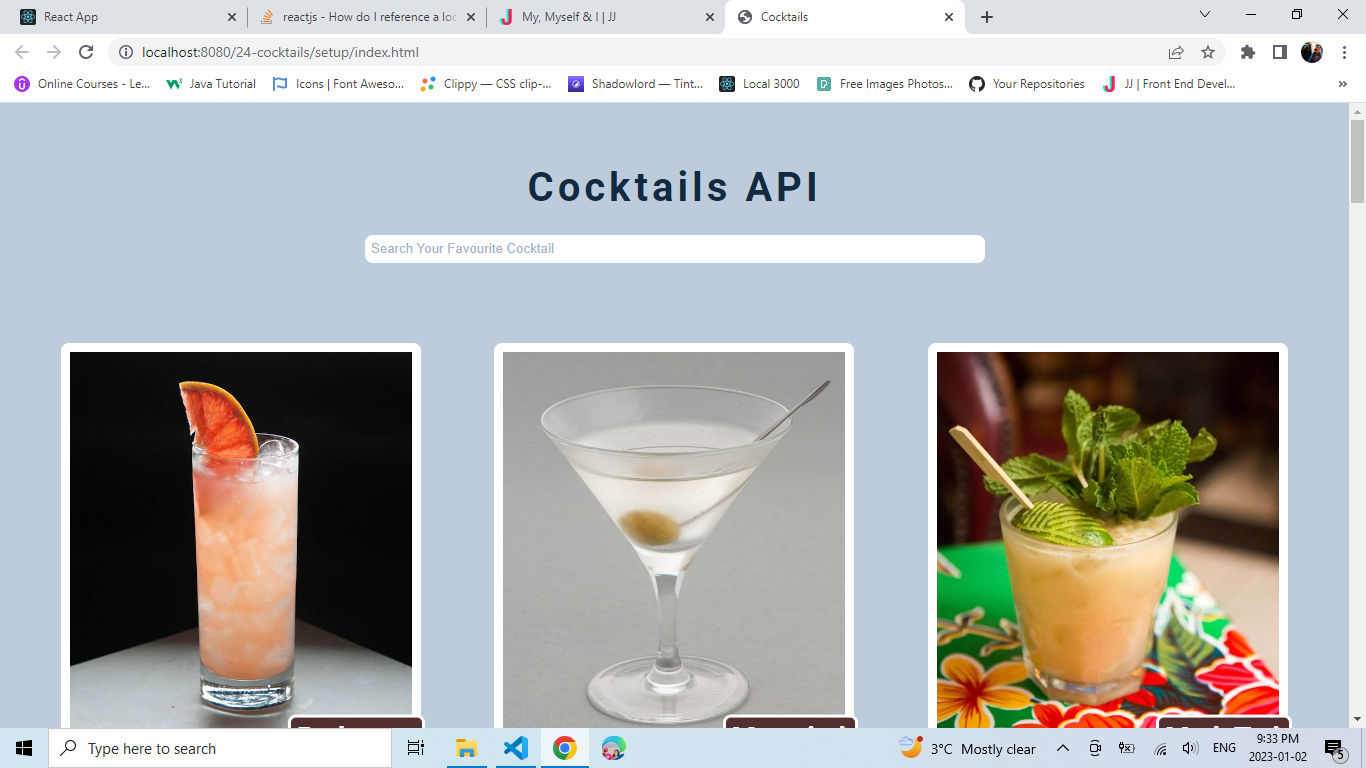 React App
reactjs - How do I reference a loc
My, Myself & I | JJ
Cocktails
localhost:8080/24-cocktails/setup/index.html
Online Courses - Le...
Java Tutorial
Icons | Font Aweso...
Clippy — CSS clip-...
Shadowlord — Tint...
Local 3000
Free Images Photos...
Your Repositories
JJ | Front End Devel...
Cocktails API
Search Your Favourite Cocktail
Type here to search
3°C Mostly clear
ENG
9:33 PM
2023-01-02
5